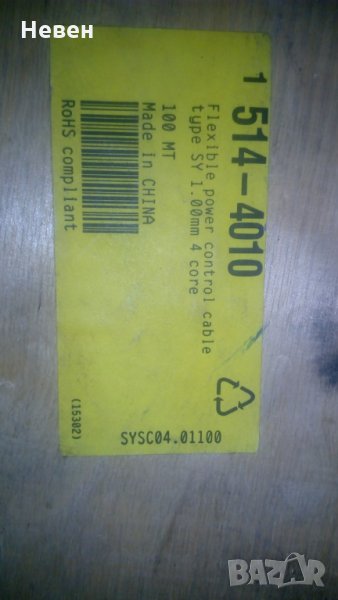 Невен
1 514-4010
Flexible power control cable
type SY 1.00mm 4 core
100 MT
Made in CHINA
RoHS compliant
(15302)
SYSC04.01100
BAZAR